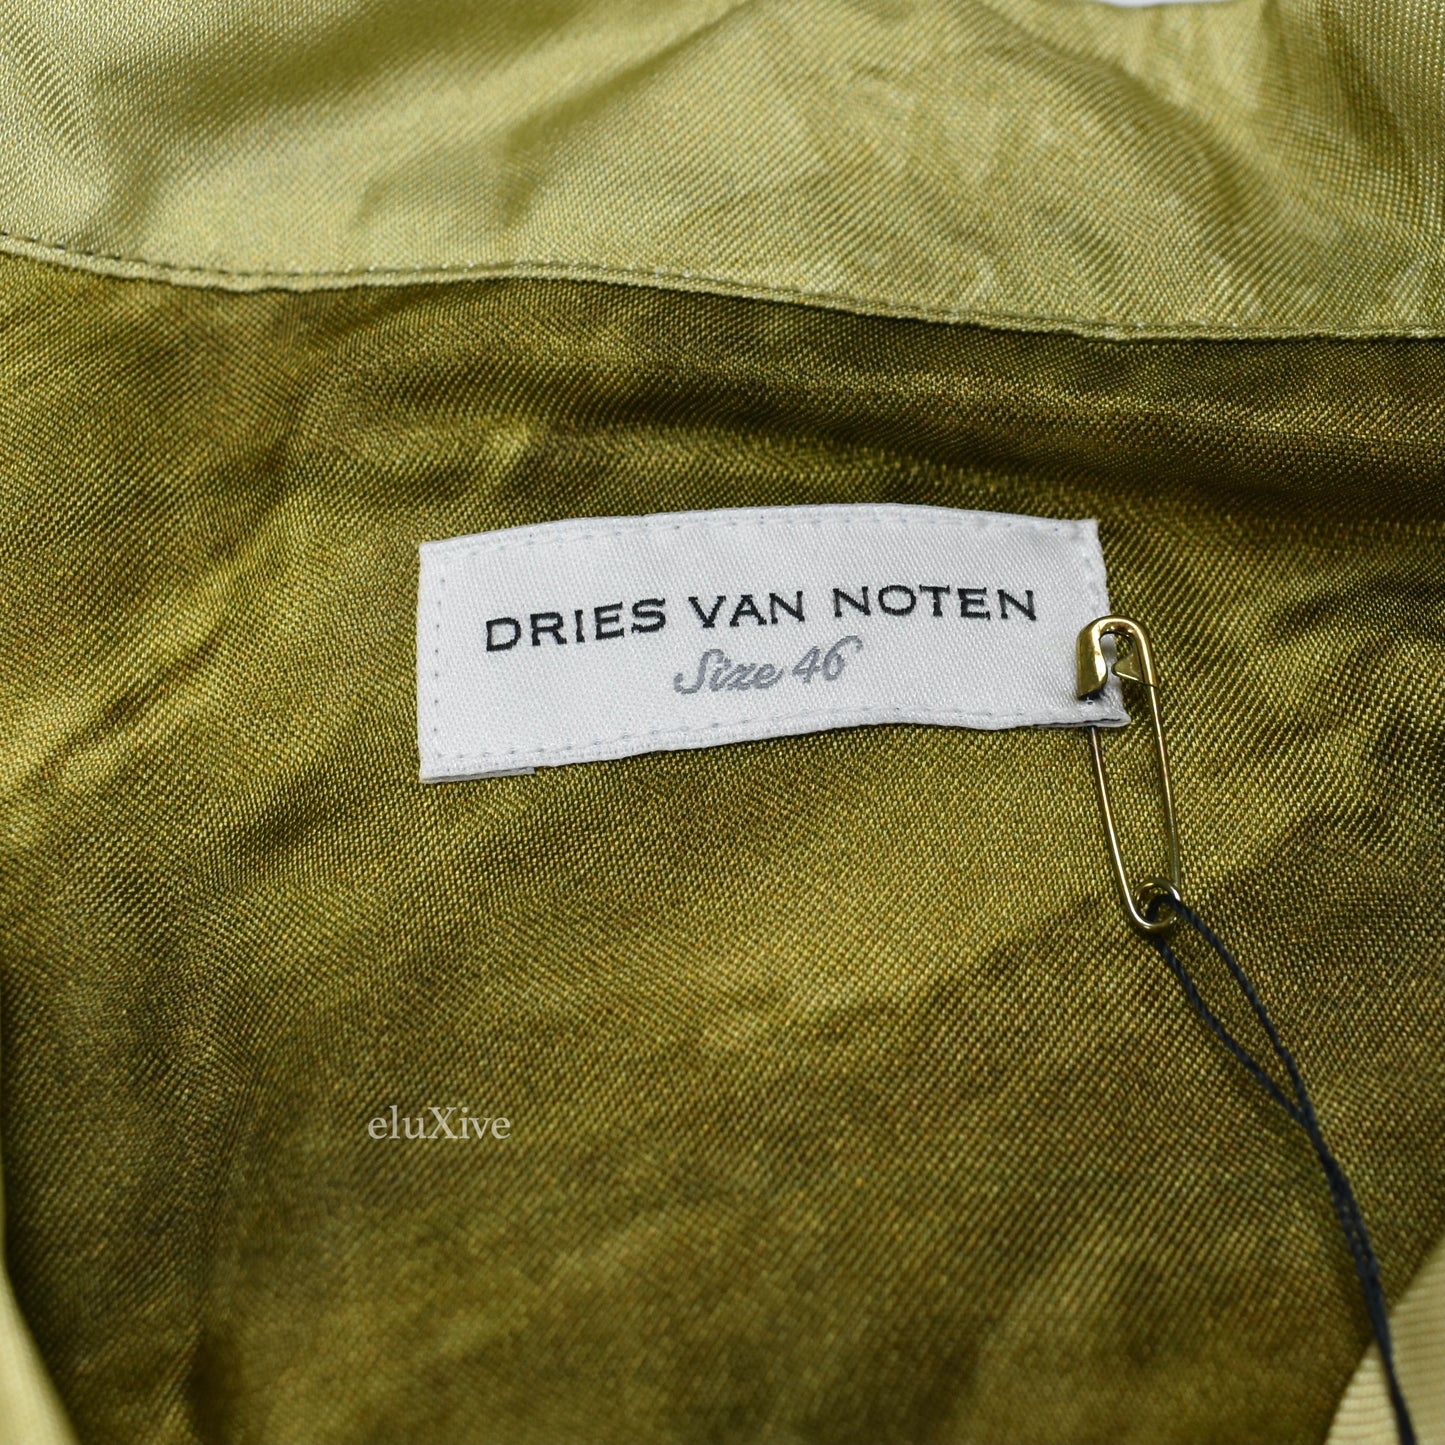 DRIES VAN NOTEN
Size 46
eluXive